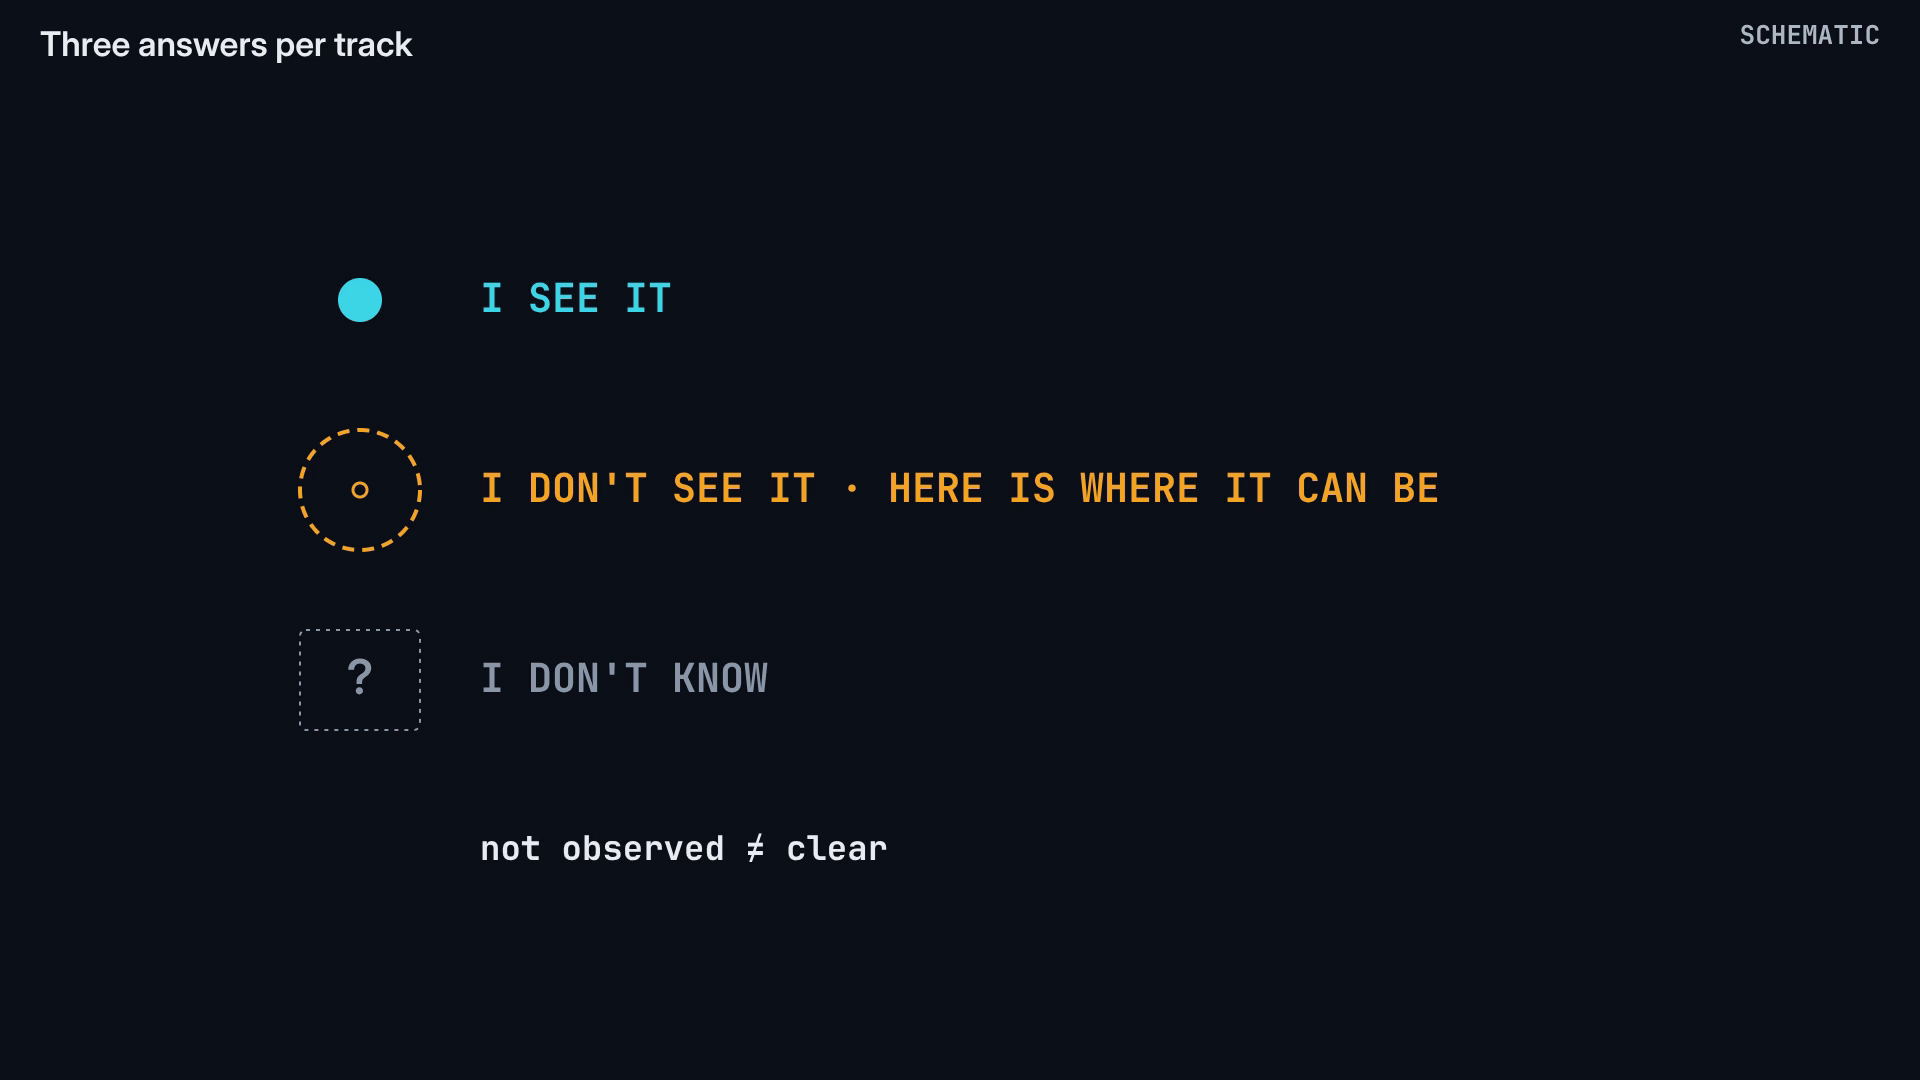 Three answers per track
SCHEMATIC
I SEE IT
I DON'T SEE IT · HERE IS WHERE IT CAN BE
?
I DON'T KNOW
not observed ≠ clear